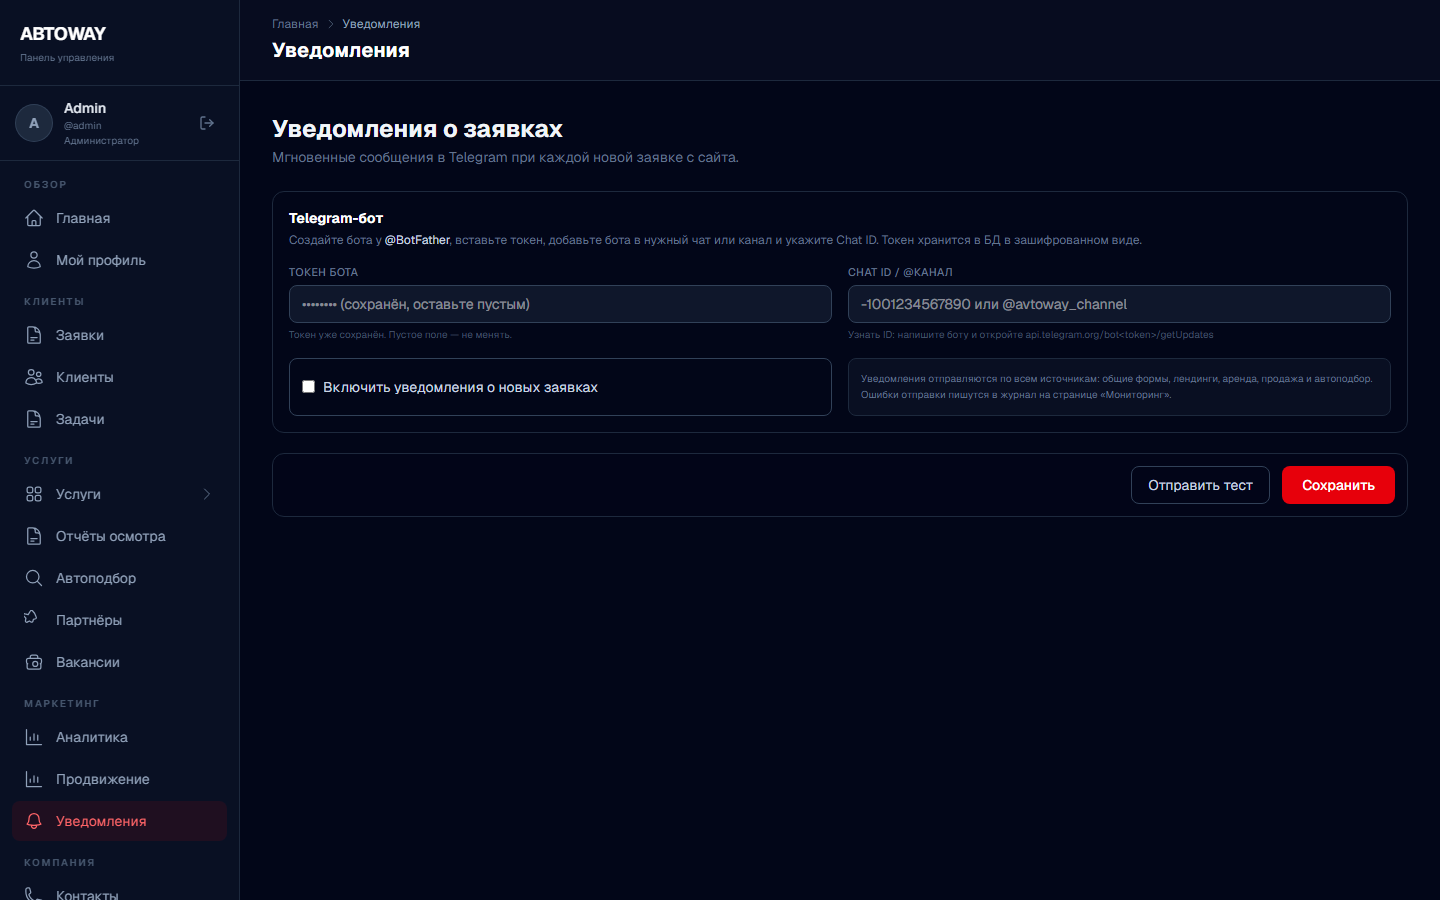 АВТОWAY
Панель управления
A
Admin
@admin
Администратор
ОБЗОР
Главная
Мой профиль
КЛИЕНТЫ
Заявки
Клиенты
Задачи
УСЛУГИ
Услуги
Отчёты осмотра
Автоподбор
Партнёры
Вакансии
МАРКЕТИНГ
Аналитика
Продвижение
Уведомления
КОМПАНИЯ
Контакты
Главная > Уведомления
Уведомления
Уведомления о заявках
Мгновенные сообщения в Telegram при каждой новой заявке с сайта.
Telegram-бот
Создайте бота у @BotFather, вставьте токен, добавьте бота в нужный чат или канал и укажите Chat ID. Токен хранится в БД в зашифрованном виде.
ТОКЕН БОТА
•••••••• (сохранён, оставьте пустым)
Токен уже сохранён. Пустое поле — не менять.
CHAT ID / @КАНАЛ
-1001234567890 или @avtoway_channel
Узнать ID: напишите боту и откройте api.telegram.org/bot<token>/getUpdates
Включить уведомления о новых заявках
Уведомления отправляются по всем источникам: общие формы, лендинги, аренда, продажа и автоподбор.
Ошибки отправки пишутся в журнал на странице «Мониторинг».
Отправить тест
Сохранить